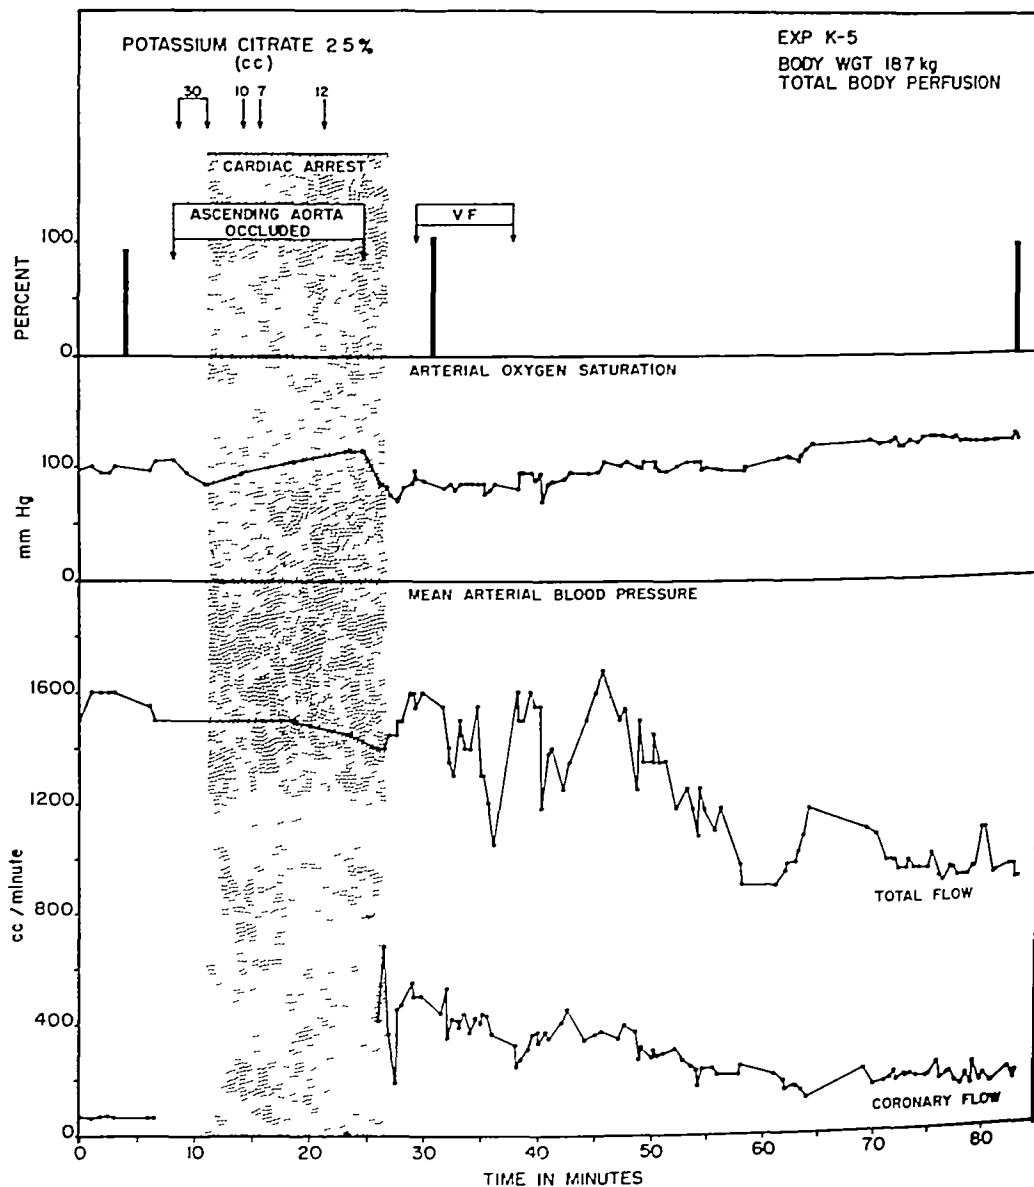 POTASSIUM CITRATE 25%
(cc)
30 10 7 12
EXP K-5
BODY WGT 187 kg
TOTAL BODY PERFUSION
CARDIAC ARREST
ASCENDING AORTA
OCCLUDED
VF
100
0
PERCENT
ARTERIAL OXYGEN SATURATION
100
0
mm Hg
MEAN ARTERIAL BLOOD PRESSURE
1600
1200
800
400
0
cc/minute
TOTAL FLOW
CORONARY FLOW
0 10 20 30 40 50 60 70 80
TIME IN MINUTES